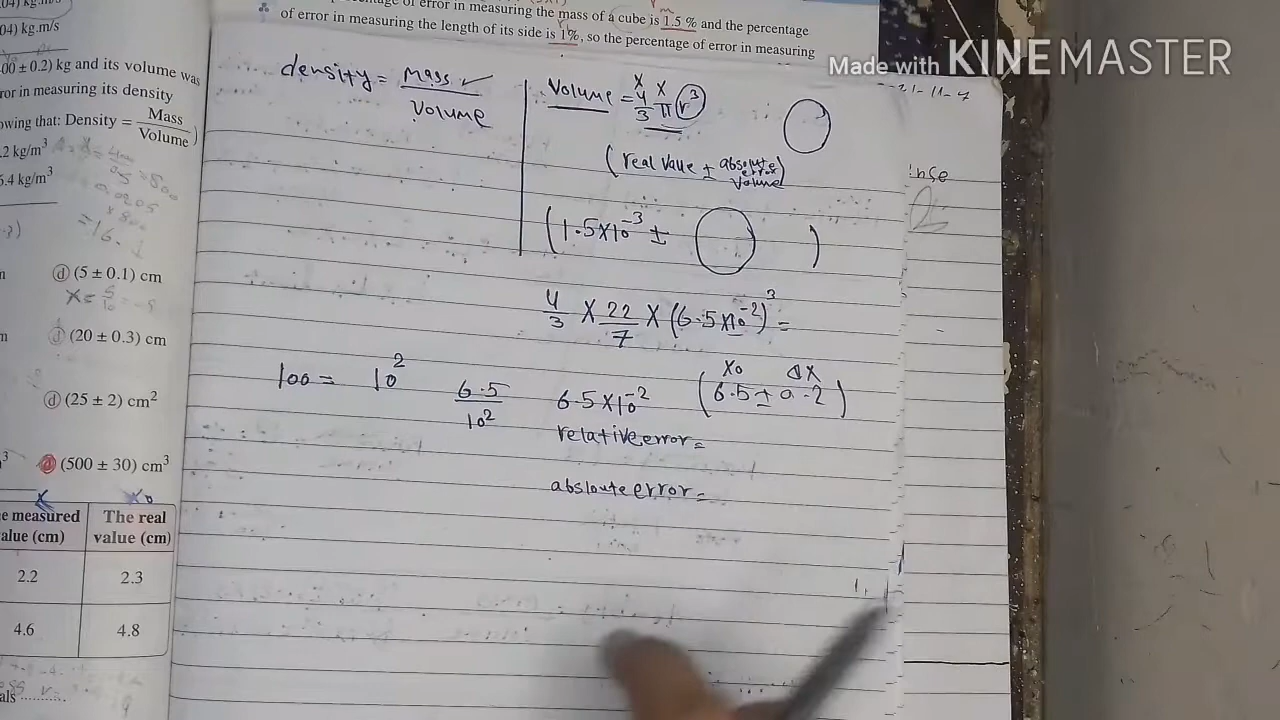 percentage of error in measuring the mass of a cube is 1.5 % and the percentage
of error in measuring the length of its side is 1%, so the percentage of error in measuring
Made with KINEMASTER
04) kg.m/s
00 ± 0.2) kg and its volume was
ror in measuring its density
owing that: Density = Mass / Volume )
.2 kg/m³
5.4 kg/m³
ⓓ (5 ± 0.1) cm
(20 ± 0.3) cm
ⓓ (25 ± 2) cm²
ⓓ (500 ± 30) cm³
x
x₀
e measured
alue (cm)
The real
value (cm)
2.2
2.3
4.6
4.8
als
density = Mass / Volume
Volume = 4/3 π r³
(real value ± absolute error volume)
(1.5x10⁻³ ± )
4/3 x 22/7 x (6.5x10⁻²)³ =
100 = 10²
6.5/10²
6.5x10⁻²
x₀ Δx
(6.5 ± 0.2)
relative error =
absloute error =